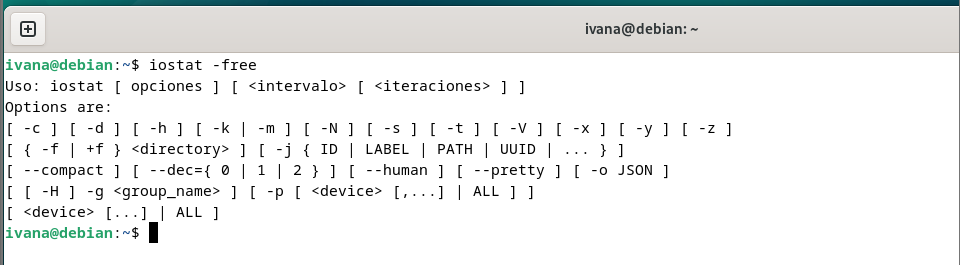 ivana@debian: ~
ivana@debian:~$ iostat -free
Uso: iostat [ opciones ] [ <intervalo> [ <iteraciones> ] ]
Options are:
[ -c ] [ -d ] [ -h ] [ -k | -m ] [ -N ] [ -s ] [ -t ] [ -V ] [ -x ] [ -y ] [ -z ]
[ { -f | +f } <directory> ] [ -j { ID | LABEL | PATH | UUID | ... } ]
[ --compact ] [ --dec={ 0 | 1 | 2 } ] [ --human ] [ --pretty ] [ -o JSON ]
[ [ -H ] -g <group_name> ] [ -p [ <device> [,...] | ALL ] ]
[ <device> [...] | ALL ]
ivana@debian:~$